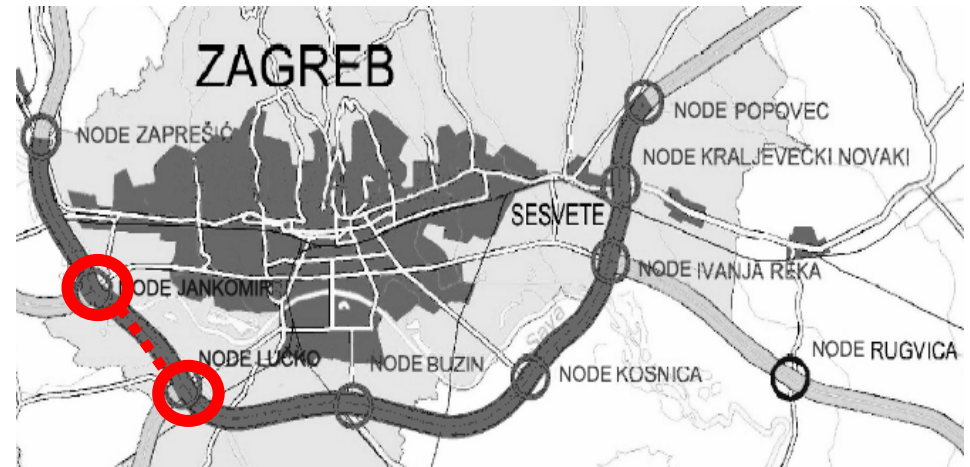 ZAGREB
NODE POPOVEC
NODE ZAPREŠIĆ
NODE KRALJEVEČKI NOVAKI
SESVETE
NODE IVANJA REKA
NODE JANKOMIR
Sava
NODE LUČKO
NODE BUZIN
NODE KOSNICA
NODE RUGVICA